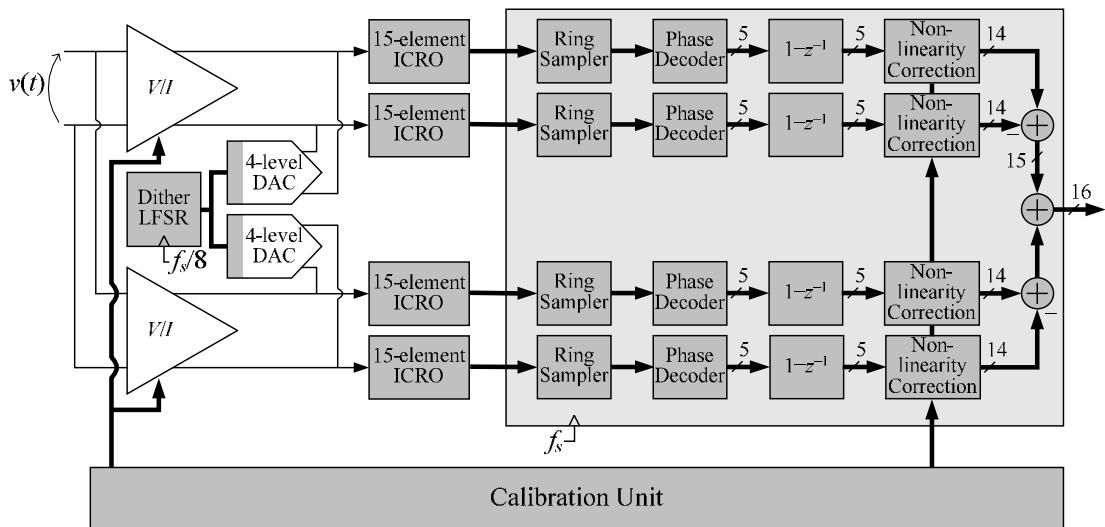 15-element
ICRO
Ring
Sampler
Phase
Decoder
5
1−z⁻¹
5
Non-
linearity
Correction
14
v(t)
V/I
15-element
ICRO
Ring
Sampler
Phase
Decoder
5
1−z⁻¹
5
Non-
linearity
Correction
14
−
+
15
4-level
DAC
Dither
LFSR
fs/8
4-level
DAC
+
16
V/I
15-element
ICRO
Ring
Sampler
Phase
Decoder
5
1−z⁻¹
5
Non-
linearity
Correction
14
+
−
15-element
ICRO
Ring
Sampler
Phase
Decoder
5
1−z⁻¹
5
Non-
linearity
Correction
14
fs
Calibration Unit